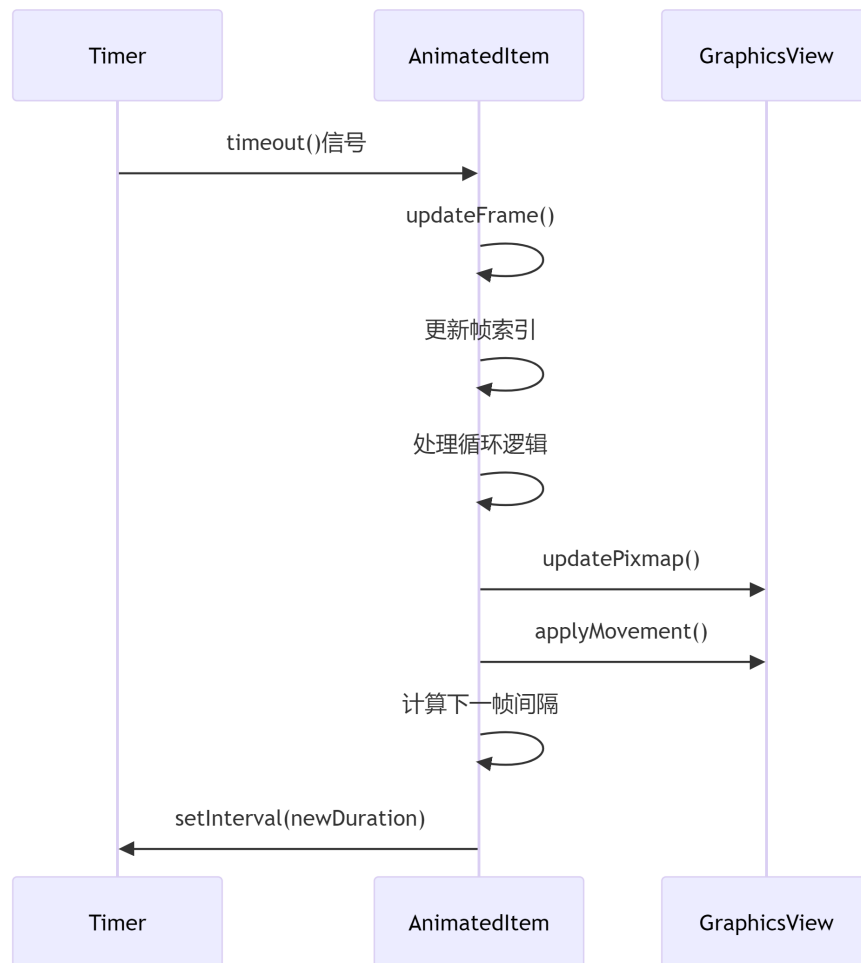 Timer
AnimatedItem
GraphicsView
timeout()信号
updateFrame()
更新帧索引
处理循环逻辑
updatePixmap()
applyMovement()
计算下一帧间隔
setInterval(newDuration)
Timer
AnimatedItem
GraphicsView